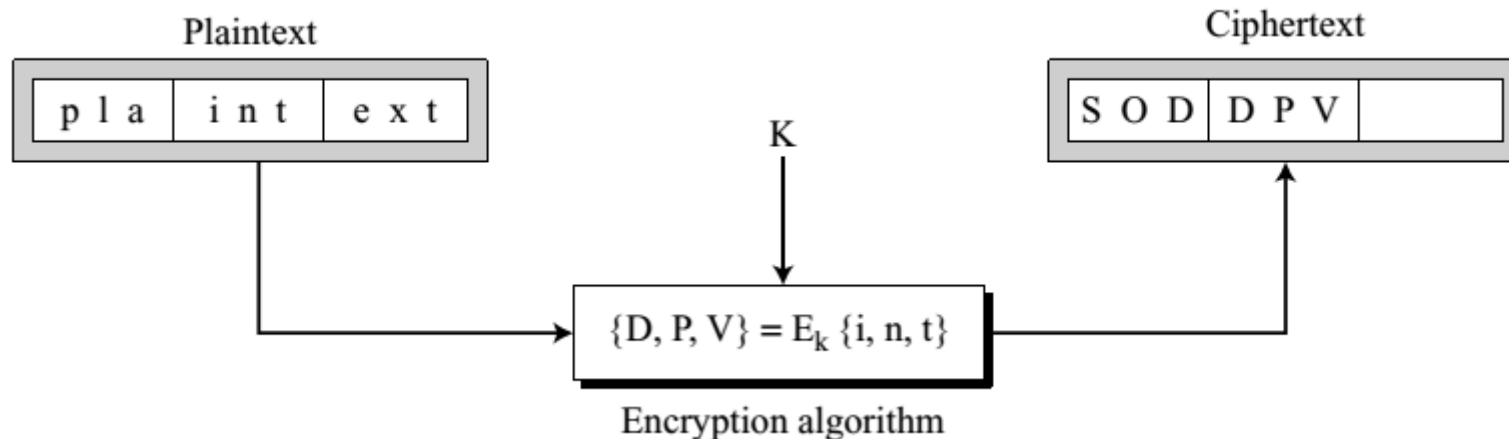 Plaintext
p l a i n t e x t
Ciphertext
S O D D P V
K
{D, P, V} = Eₖ {i, n, t}
Encryption algorithm